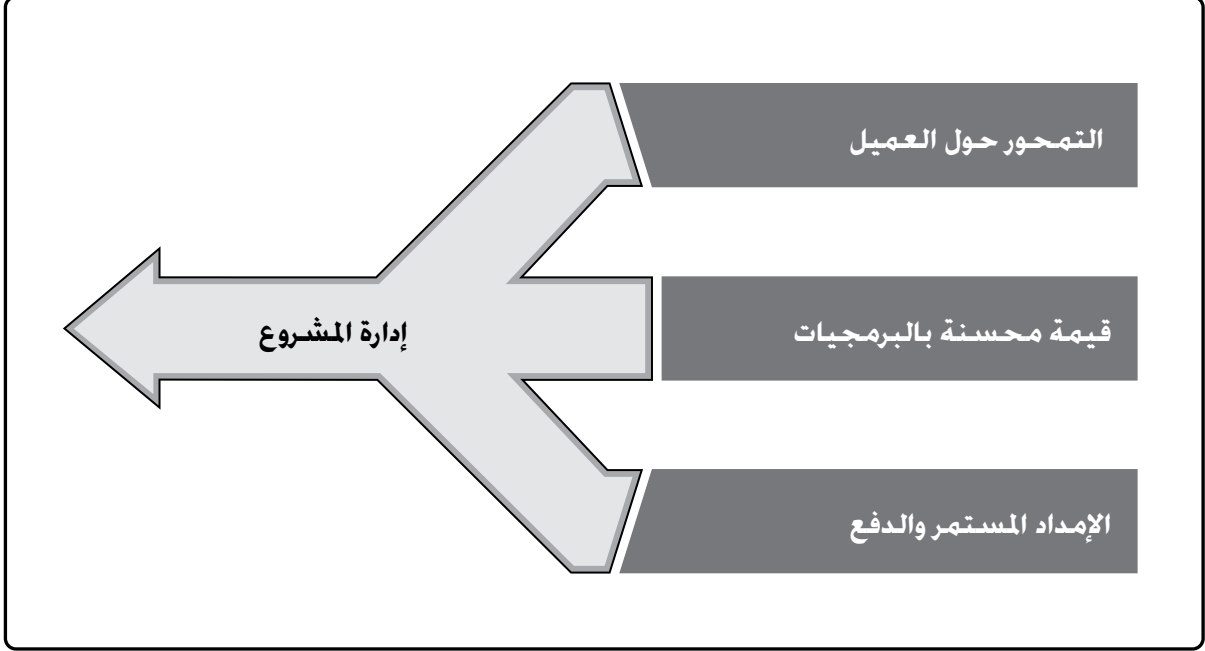 التمحور حول العميل
قيمة محسنة بالبرمجيات
إدارة المشروع
الإمداد المستمر والدفع